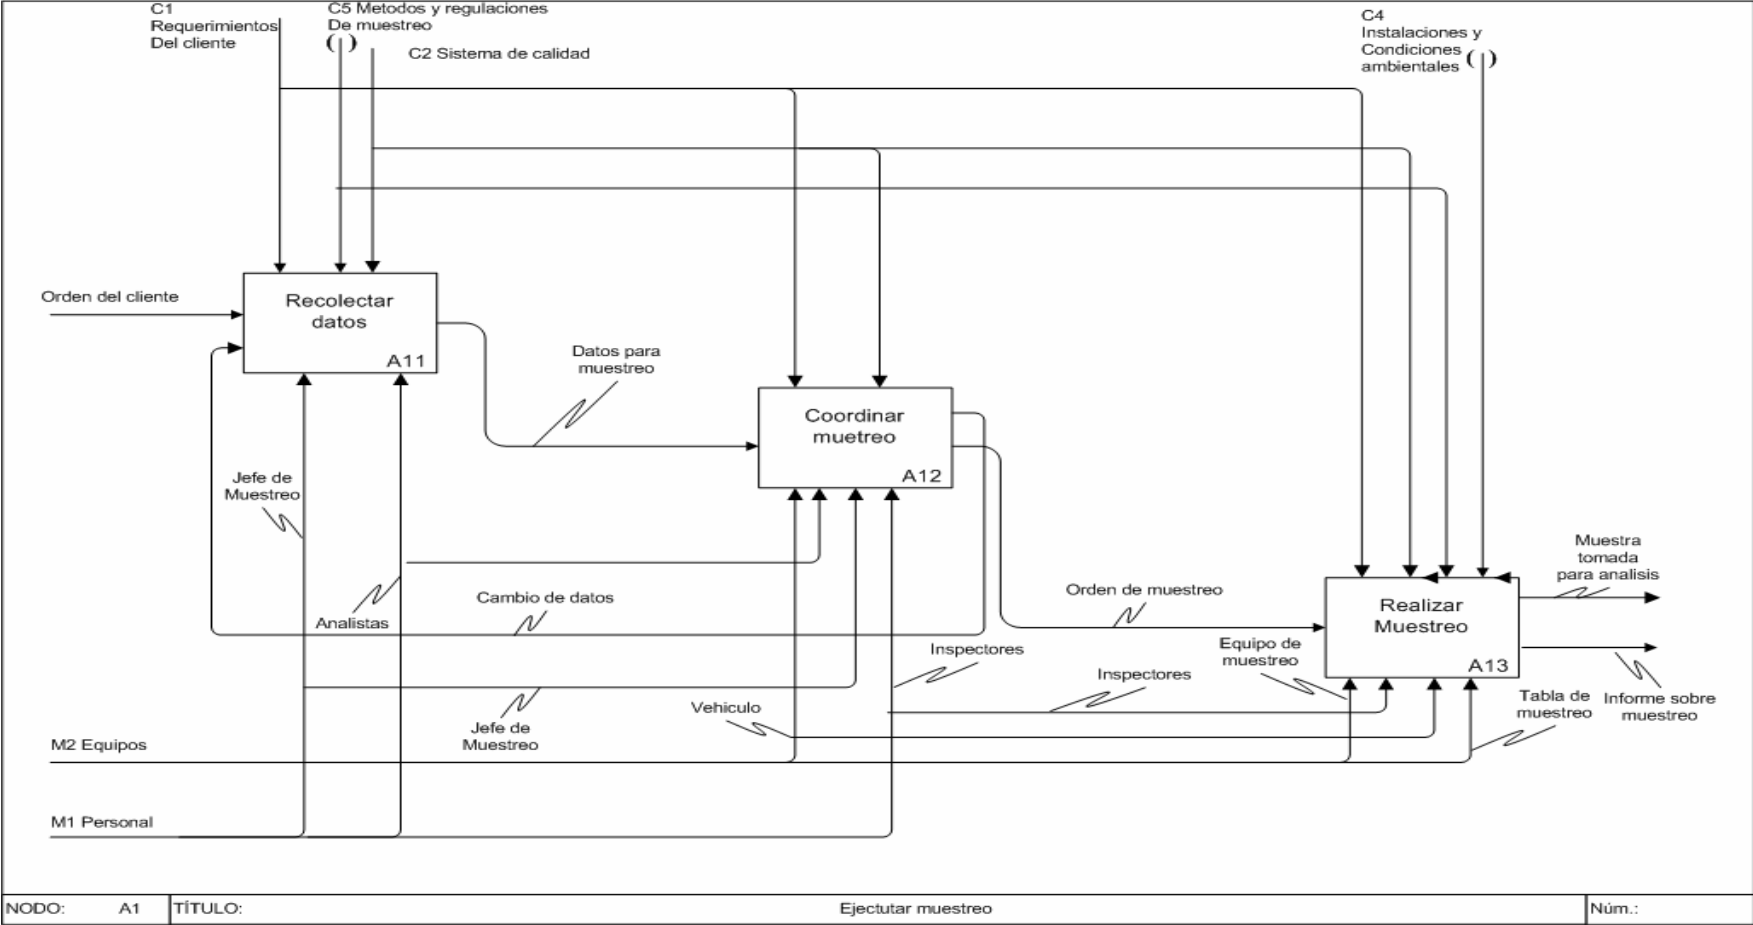 C1
Requerimientos
Del cliente
C5 Metodos y regulaciones
De muestreo
( )
C2 Sistema de calidad
C4
Instalaciones y
Condiciones
ambientales ( )
Orden del cliente
Recolectar
datos
A11
Datos para
muestreo
Coordinar
muetreo
A12
Jefe de
Muestreo
Analistas
Cambio de datos
Orden de muestreo
Muestra
tomada
para analisis
Realizar
Muestreo
A13
Inspectores
Equipo de
muestreo
Inspectores
Vehiculo
Jefe de
Muestreo
Tabla de
muestreo
Informe sobre
muestreo
M2 Equipos
M1 Personal
NODO: A1 TÍTULO: Ejectutar muestreo Núm.: